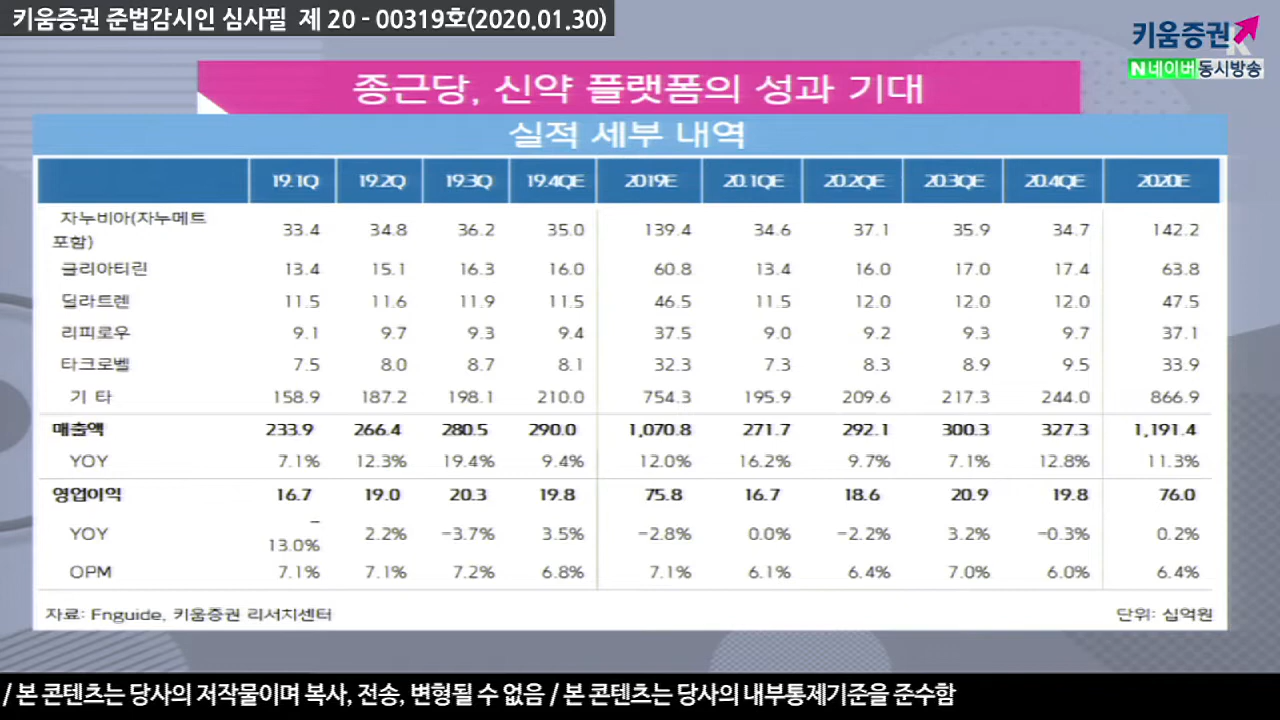 키움증권 준법감시인 심사필 제 20 - 00319호(2020.01.30)
키움증권
N 네이버 동시방송
종근당, 신약 플랫폼의 성과 기대
실적 세부 내역
19.1Q 19.2Q 19.3Q 19.4QE 2019E 20.1QE 20.2QE 20.3QE 20.4QE 2020E
자누비아(자누메트
포함) 33.4 34.8 36.2 35.0 139.4 34.6 37.1 35.9 34.7 142.2
글리아티린 13.4 15.1 16.3 16.0 60.8 13.4 16.0 17.0 17.4 63.8
딜라트렌 11.5 11.6 11.9 11.5 46.5 11.5 12.0 12.0 12.0 47.5
리피로우 9.1 9.7 9.3 9.4 37.5 9.0 9.2 9.3 9.7 37.1
타크로벨 7.5 8.0 8.7 8.1 32.3 7.3 8.3 8.9 9.5 33.9
기 타 158.9 187.2 198.1 210.0 754.3 195.9 209.6 217.3 244.0 866.9
매출액 233.9 266.4 280.5 290.0 1,070.8 271.7 292.1 300.3 327.3 1,191.4
YOY 7.1% 12.3% 19.4% 9.4% 12.0% 16.2% 9.7% 7.1% 12.8% 11.3%
영업이익 16.7 19.0 20.3 19.8 75.8 16.7 18.6 20.9 19.8 76.0
YOY -13.0% 2.2% -3.7% 3.5% -2.8% 0.0% -2.2% 3.2% -0.3% 0.2%
OPM 7.1% 7.1% 7.2% 6.8% 7.1% 6.1% 6.4% 7.0% 6.0% 6.4%
자료: Fnguide, 키움증권 리서치센터 단위: 십억원
/ 본 콘텐츠는 당사의 저작물이며 복사, 전송, 변형될 수 없음 / 본 콘텐츠는 당사의 내부통제기준을 준수함